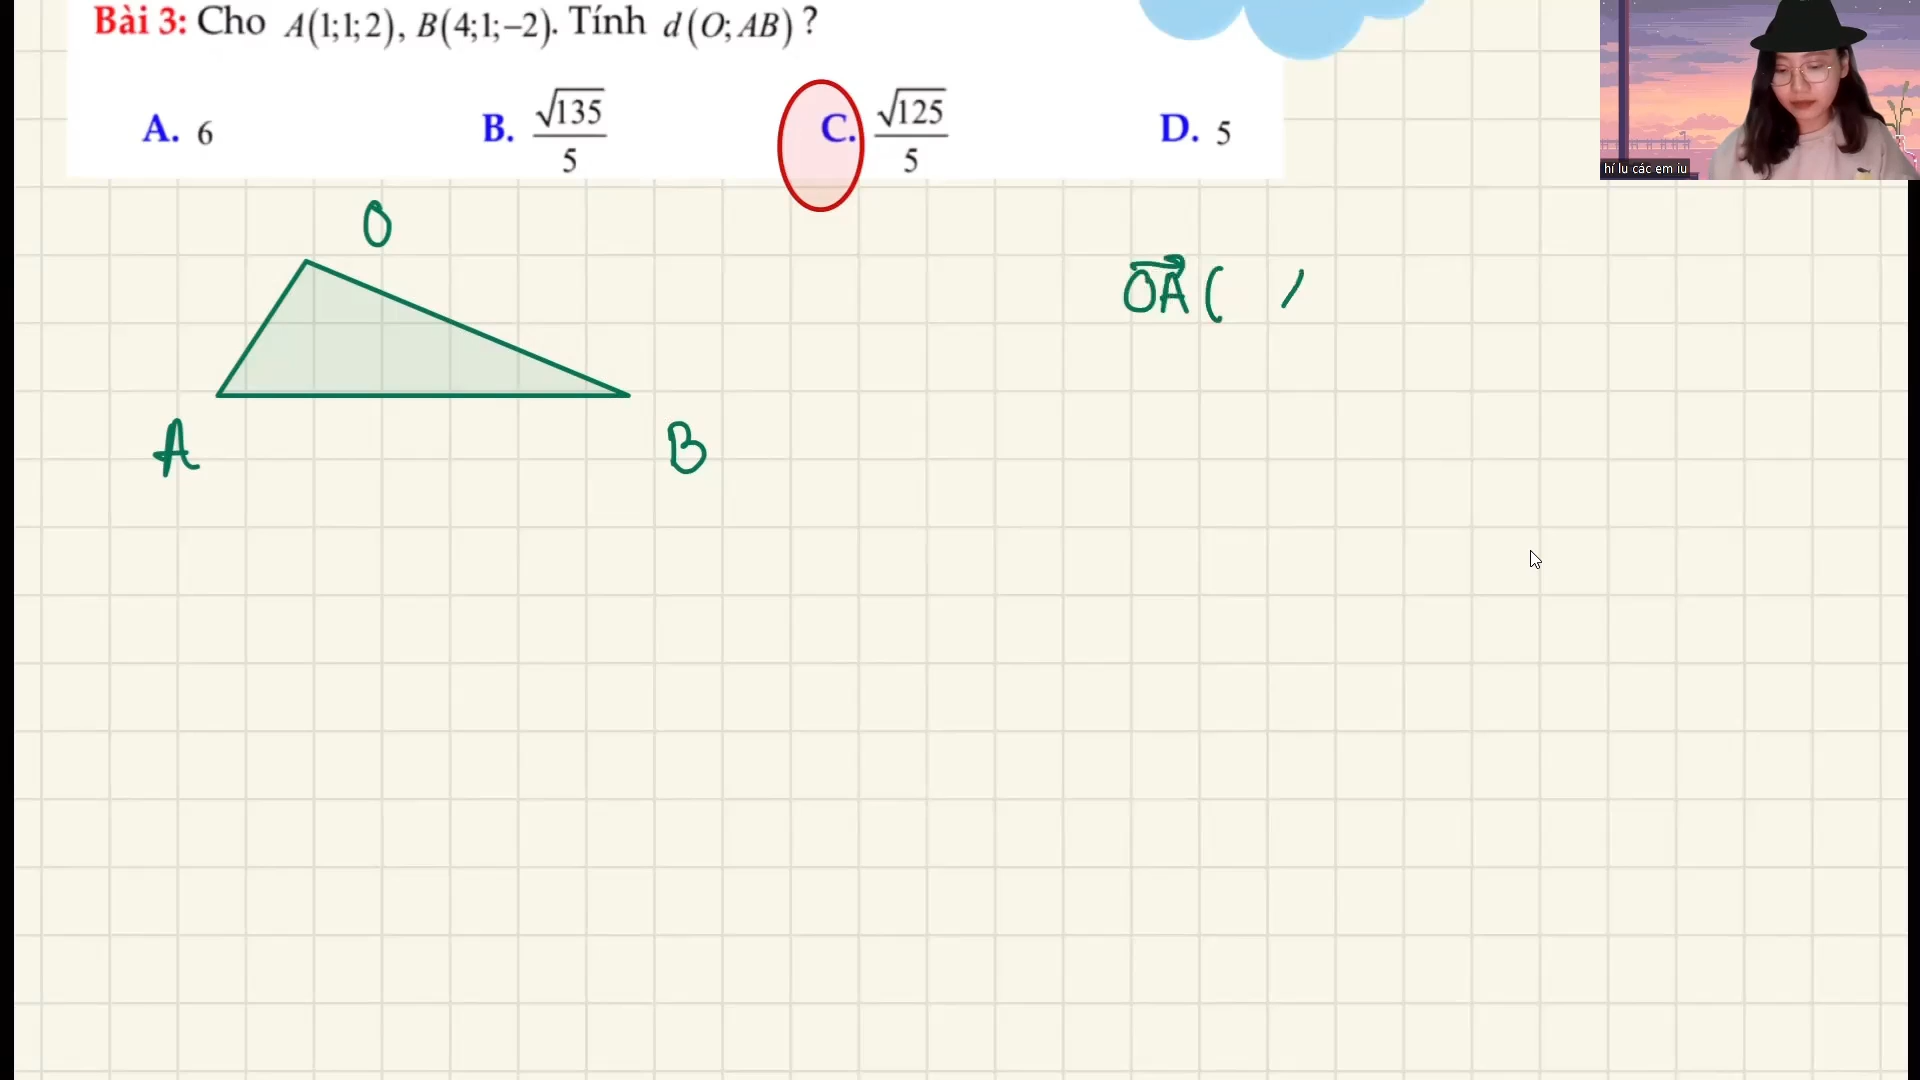 Bài 3: Cho A(1;1;2), B(4;1;−2). Tính d(O; AB) ?
A. 6 B. √135/5 C. √125/5 D. 5
hí lu các em iu
O
OA (
A B